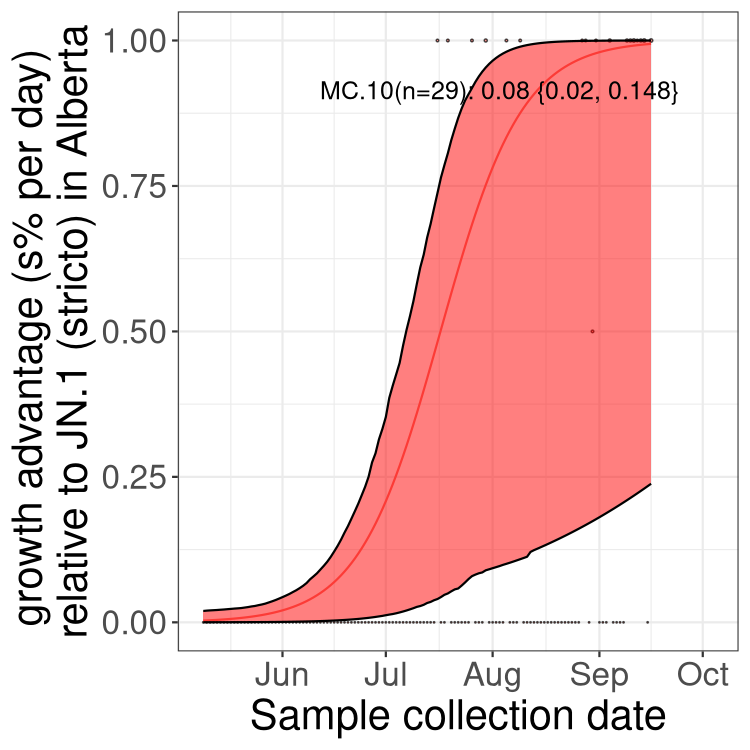 growth advantage (s% per day)
relative to JN.1 (stricto) in Alberta
1.00
0.75
0.50
0.25
0.00
MC.10(n=29): 0.08 {0.02, 0.148}
Jun Jul Aug Sep Oct
Sample collection date